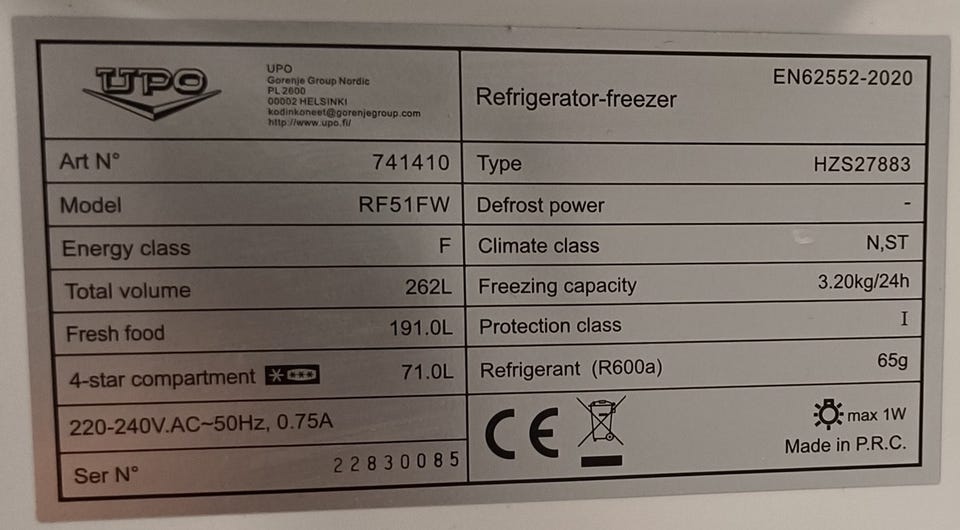 UPO
UPO
Gorenje Group Nordic
PL 2600
00002 HELSINKI
kodinkoneet@gorenjegroup.com
http://www.upo.fi/
Refrigerator-freezer
EN62552-2020
Art N° 741410
Type HZS27883
Model RF51FW
Defrost power -
Energy class F
Climate class N,ST
Total volume 262L
Freezing capacity 3.20kg/24h
Fresh food 191.0L
Protection class I
4-star compartment 71.0L
Refrigerant (R600a) 65g
220-240V.AC~50Hz, 0.75A
CE
max 1W
Made in P.R.C.
Ser N° 22830085